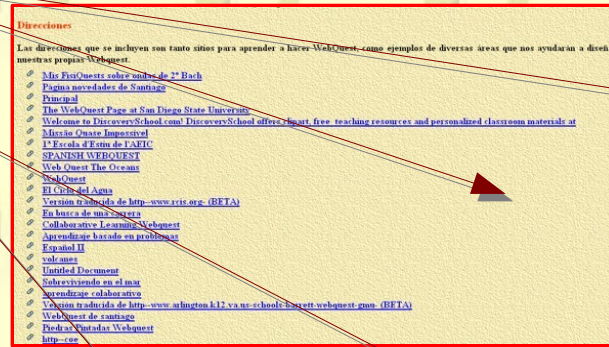 Direcciones
Las direcciones que se incluyen son tanto sitios para aprender a hacer WebQuest, como ejemplos de diversas áreas que nos ayudarán a diseñ
nuestras propias Webquest.
Mis FisiQuests sobre ondas de 2º Bach
Página novedades de Santiago
Principal
The WebQuest Page at San Diego State University
Welcome to DiscoverySchool.com! DiscoverySchool offers clipart, free teaching resources and personalized classroom materials at
Missão Quase Impossível
1ª Escola d'Estiu de l'AEIC
SPANISH WEBQUEST
Web Quest The Oceans
WebQuest
El Ciclo del Agua
Versión traducida de http--www.rcis.org- (BETA)
En busca de una carrera
Collaborative Learning Webquest
Aprendizaje basado en problemas
Español II
volcanes
Untitled Document
Sobreviviendo en el mar
aprendizaje colaborativo
Versión traducida de http--www.arlington.k12.va.us-schools-barrett-webquest-gmu- (BETA)
WebQuest de santiago
Piedras Pintadas Webquest
http--coe